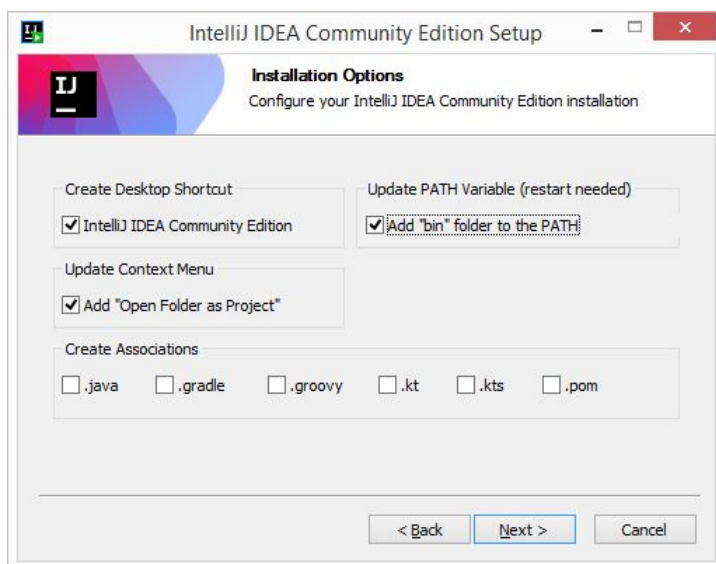 IntelliJ IDEA Community Edition Setup
IJ
Installation Options
Configure your IntelliJ IDEA Community Edition installation
Create Desktop Shortcut
IntelliJ IDEA Community Edition
Update PATH Variable (restart needed)
Add "bin" folder to the PATH
Update Context Menu
Add "Open Folder as Project"
Create Associations
.java .gradle .groovy .kt .kts .pom
< Back Next > Cancel